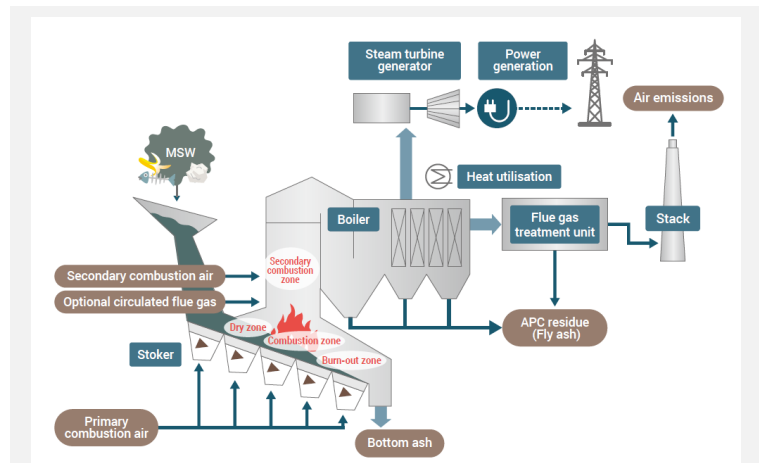 Steam turbine
generator
Power
generation
Air emissions
MSW
Heat utilisation
Boiler
Flue gas
treatment unit
Stack
Secondary
combustion
zone
Secondary combustion air
Optional circulated flue gas
Dry zone
Combustion zone
Burn-out zone
APC residue
(Fly ash)
Stoker
Primary
combustion air
Bottom ash